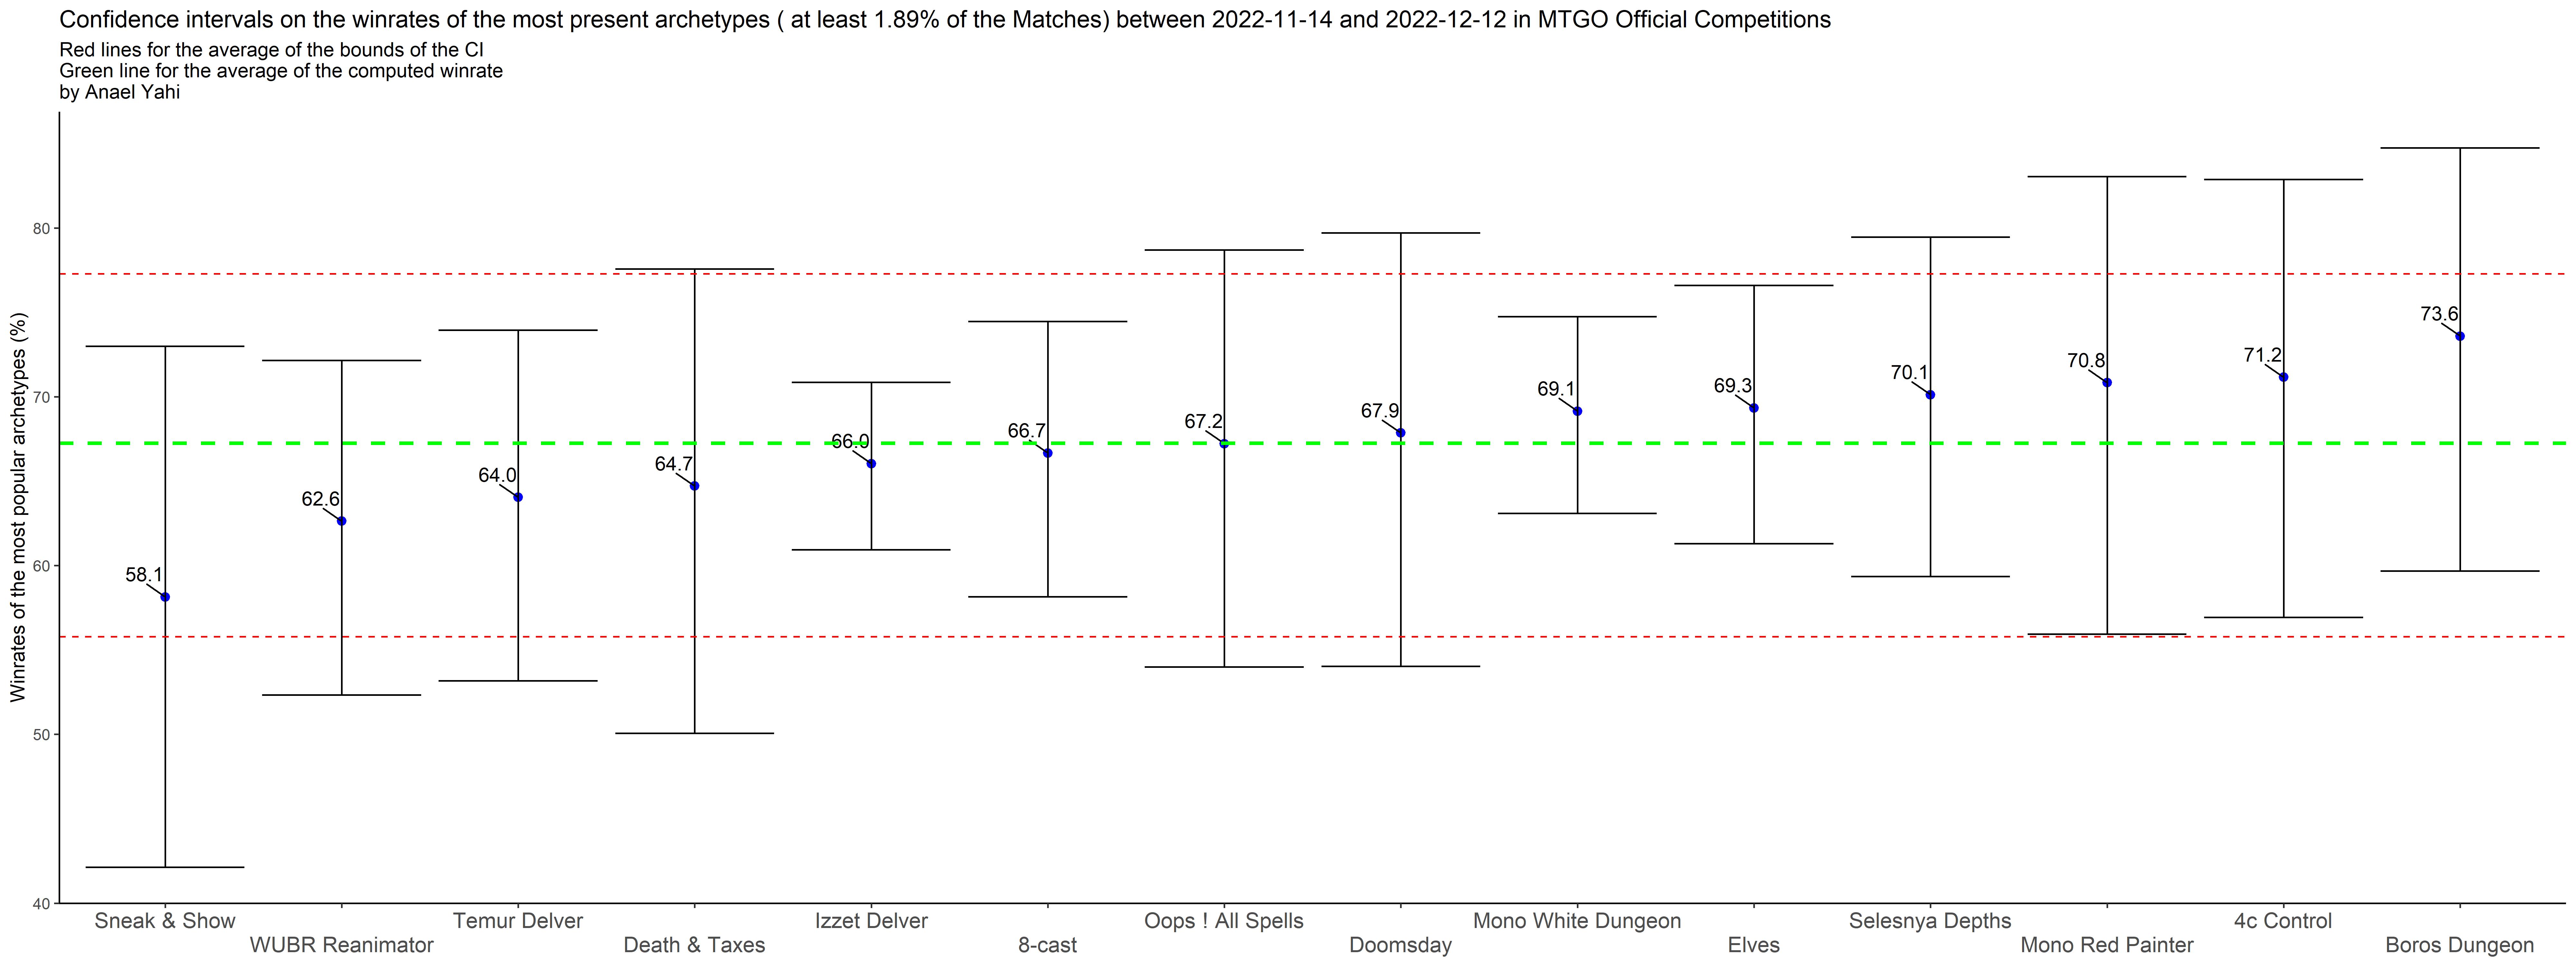 Confidence intervals on the winrates of the most present archetypes ( at least 1.89% of the Matches) between 2022-11-14 and 2022-12-12 in MTGO Official Competitions
Red lines for the average of the bounds of the CI
Green line for the average of the computed winrate
by Anael Yahi
Winrates of the most popular archetypes (%)
80
70
60
50
40
58.1
62.6
64.0
64.7
66.0
66.7
67.2
67.9
69.1
69.3
70.1
70.8
71.2
73.6
Sneak & Show
WUBR Reanimator
Temur Delver
Death & Taxes
Izzet Delver
8-cast
Oops ! All Spells
Doomsday
Mono White Dungeon
Elves
Selesnya Depths
Mono Red Painter
4c Control
Boros Dungeon